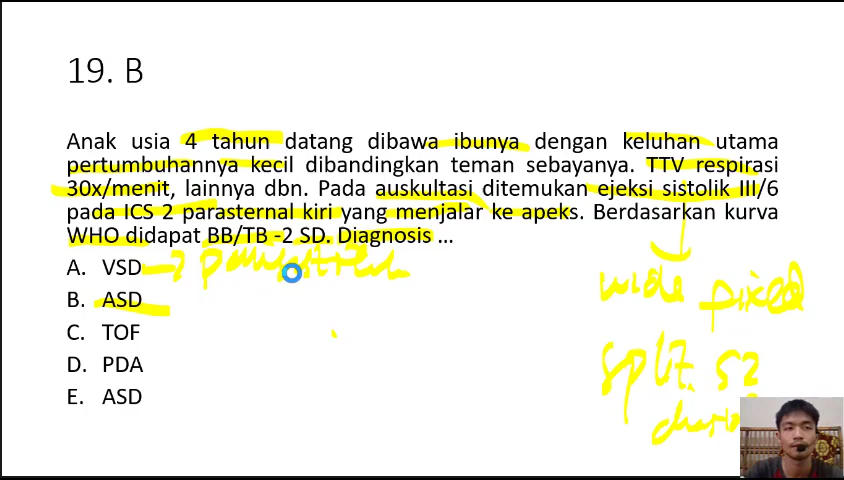 19. B
Anak usia 4 tahun datang dibawa ibunya dengan keluhan utama
pertumbuhannya kecil dibandingkan teman sebayanya. TTV respirasi
30x/menit, lainnya dbn. Pada auskultasi ditemukan ejeksi sistolik III/6
pada ICS 2 parasternal kiri yang menjalar ke apeks. Berdasarkan kurva
WHO didapat BB/TB -2 SD. Diagnosis ...
A. VSD
B. ASD
C. TOF
D. PDA
E. ASD
wide fixed
split S2